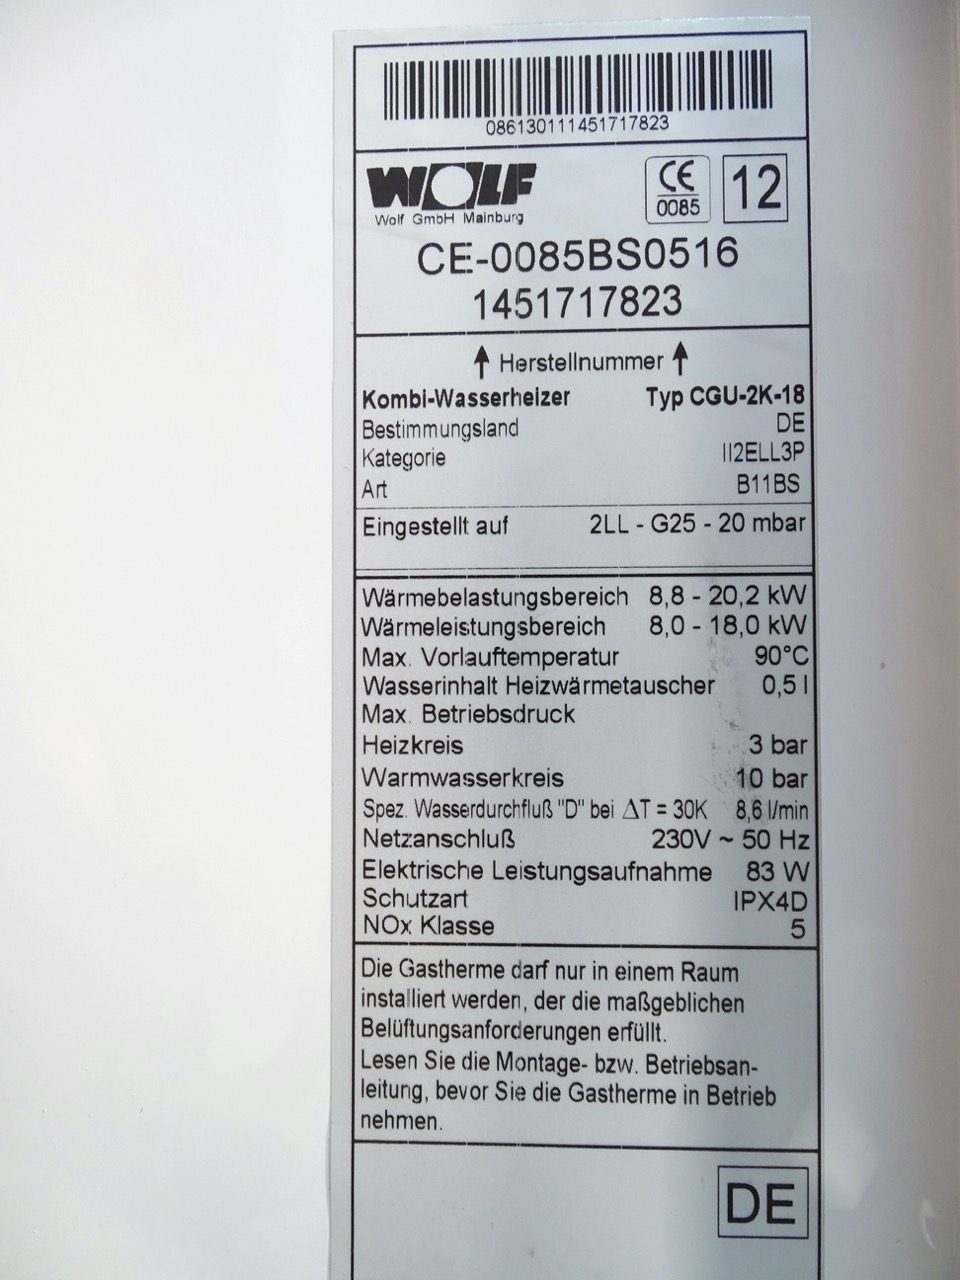 086130111451717823
WOLF
Wolf GmbH Mainburg
CE
0085
12
CE-0085BS0516
1451717823
Herstellnummer
Kombi-Wasserheizer Typ CGU-2K-18
Bestimmungsland DE
Kategorie II2ELL3P
Art B11BS
Eingestellt auf 2LL - G25 - 20 mbar
Wärmebelastungsbereich 8,8 - 20,2 kW
Wärmeleistungsbereich 8,0 - 18,0 kW
Max. Vorlauftemperatur 90°C
Wasserinhalt Heizwärmetauscher 0,5 l
Max. Betriebsdruck
Heizkreis 3 bar
Warmwasserkreis 10 bar
Spez. Wasserdurchfluß "D" bei ΔT = 30K 8,6 l/min
Netzanschluß 230V ~ 50 Hz
Elektrische Leistungsaufnahme 83 W
Schutzart IPX4D
NOx Klasse 5
Die Gastherme darf nur in einem Raum
installiert werden, der die maßgeblichen
Belüftungsanforderungen erfüllt.
Lesen Sie die Montage- bzw. Betriebsan-
leitung, bevor Sie die Gastherme in Betrieb
nehmen.
DE